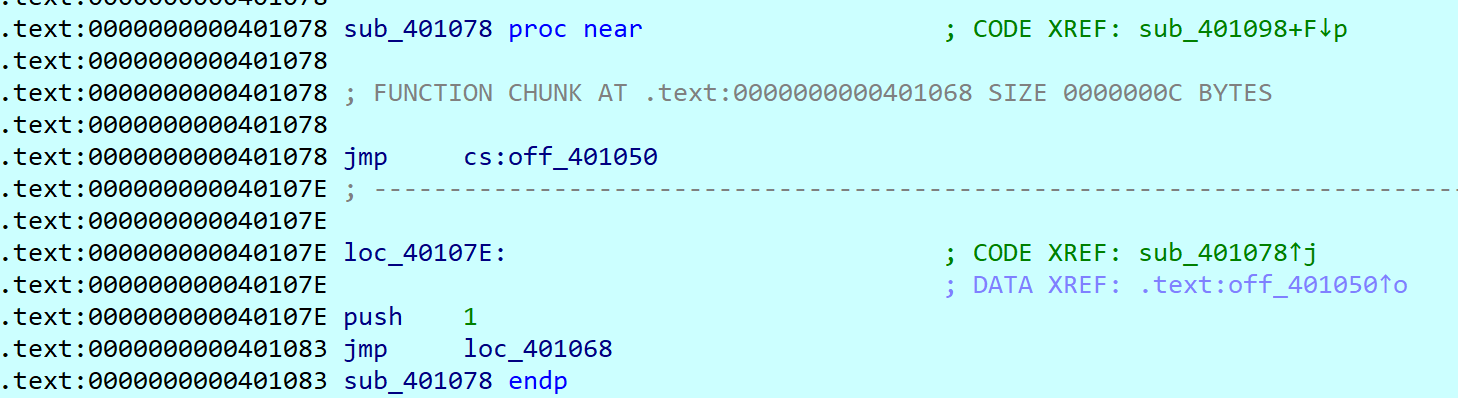 .text:0000000000401078 sub_401078 proc near ; CODE XREF: sub_401098+F↓p
.text:0000000000401078
.text:0000000000401078 ; FUNCTION CHUNK AT .text:0000000000401068 SIZE 0000000C BYTES
.text:0000000000401078
.text:0000000000401078 jmp cs:off_401050
.text:000000000040107E ; ---------------------------------------------------------------------------
.text:000000000040107E
.text:000000000040107E loc_40107E: ; CODE XREF: sub_401078↑j
.text:000000000040107E ; DATA XREF: .text:off_401050↑o
.text:000000000040107E push 1
.text:0000000000401083 jmp loc_401068
.text:0000000000401083 sub_401078 endp